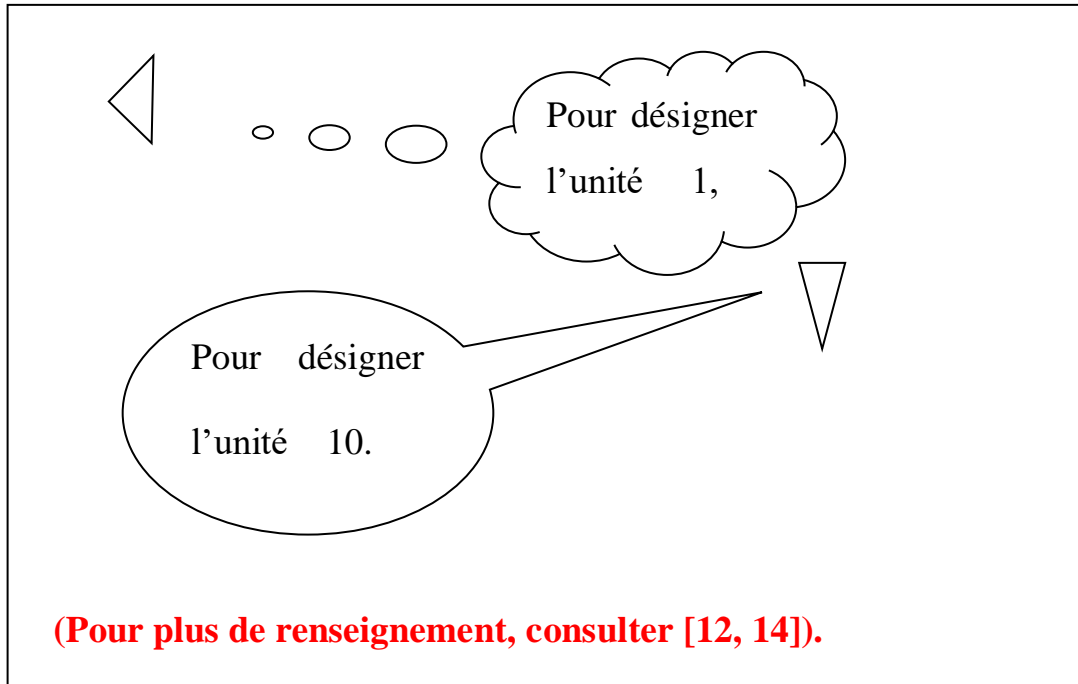 Pour désigner
l’unité 1,
Pour désigner
l’unité 10.
(Pour plus de renseignement, consulter [12, 14]).